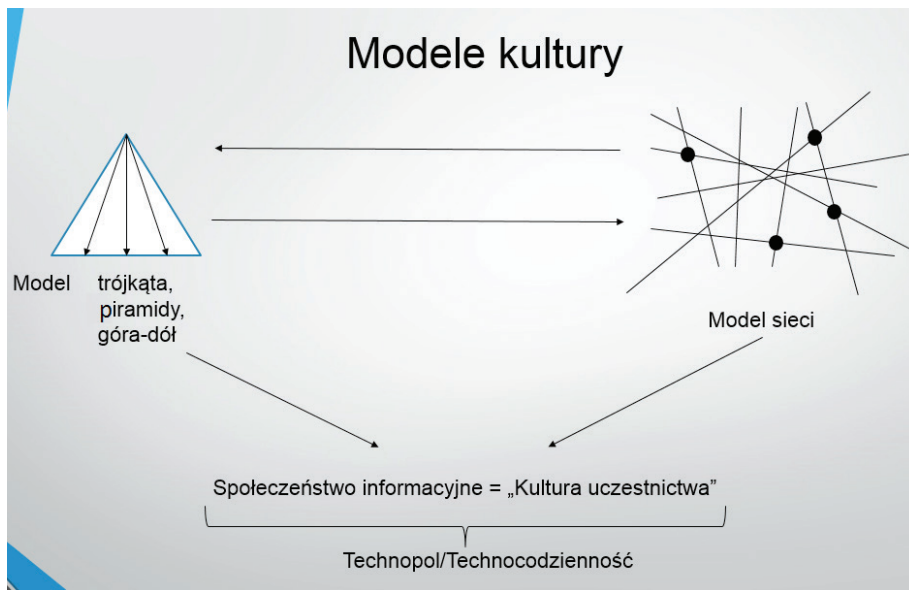 Modele kultury
Model trójkąta,
piramidy,
góra-dół
Model sieci
Społeczeństwo informacyjne = „Kultura uczestnictwa”
Technopol/Technocodzienność